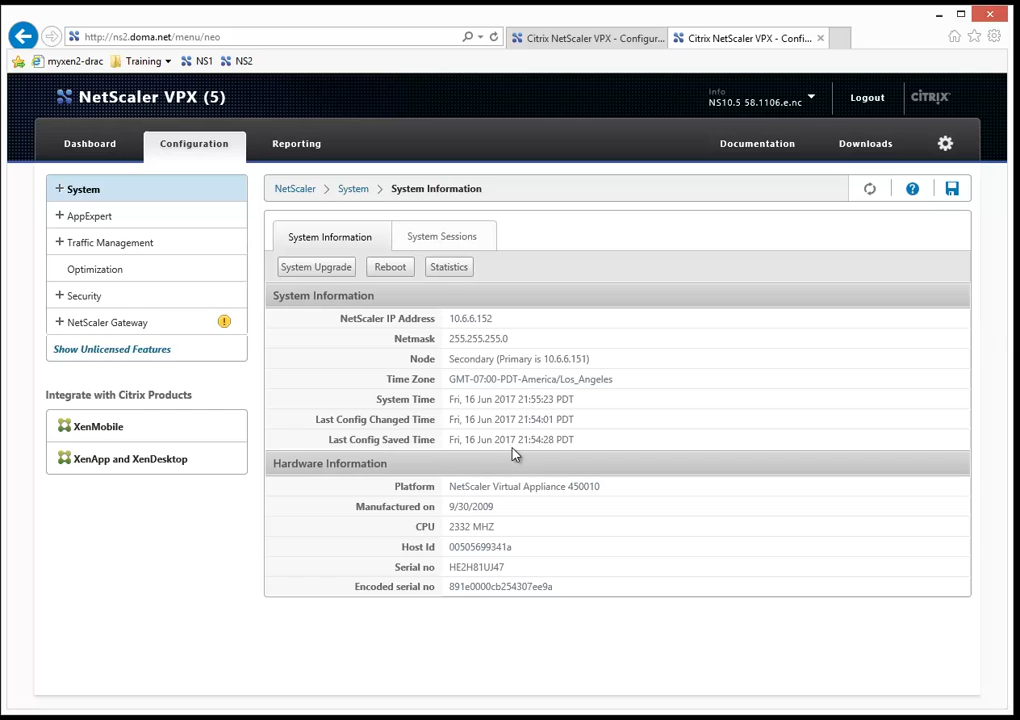 http://ns2.doma.net/menu/neo
Citrix NetScaler VPX - Configur...
Citrix NetScaler VPX - Confi...
myxen2-drac
Training
NS1
NS2
NetScaler VPX (5)
Info
NS10.5 58.1106.e.nc
Logout
CITRIX
Dashboard
Configuration
Reporting
Documentation
Downloads
+ System
+ AppExpert
+ Traffic Management
Optimization
+ Security
+ NetScaler Gateway
Show Unlicensed Features
Integrate with Citrix Products
XenMobile
XenApp and XenDesktop
NetScaler > System > System Information
System Information
System Sessions
System Upgrade
Reboot
Statistics
System Information
NetScaler IP Address 10.6.6.152
Netmask 255.255.255.0
Node Secondary (Primary is 10.6.6.151)
Time Zone GMT-07:00-PDT-America/Los_Angeles
System Time Fri, 16 Jun 2017 21:55:23 PDT
Last Config Changed Time Fri, 16 Jun 2017 21:54:01 PDT
Last Config Saved Time Fri, 16 Jun 2017 21:54:28 PDT
Hardware Information
Platform NetScaler Virtual Appliance 450010
Manufactured on 9/30/2009
CPU 2332 MHZ
Host Id 00505699341a
Serial no HE2H81UJ47
Encoded serial no 891e0000cb254307ee9a